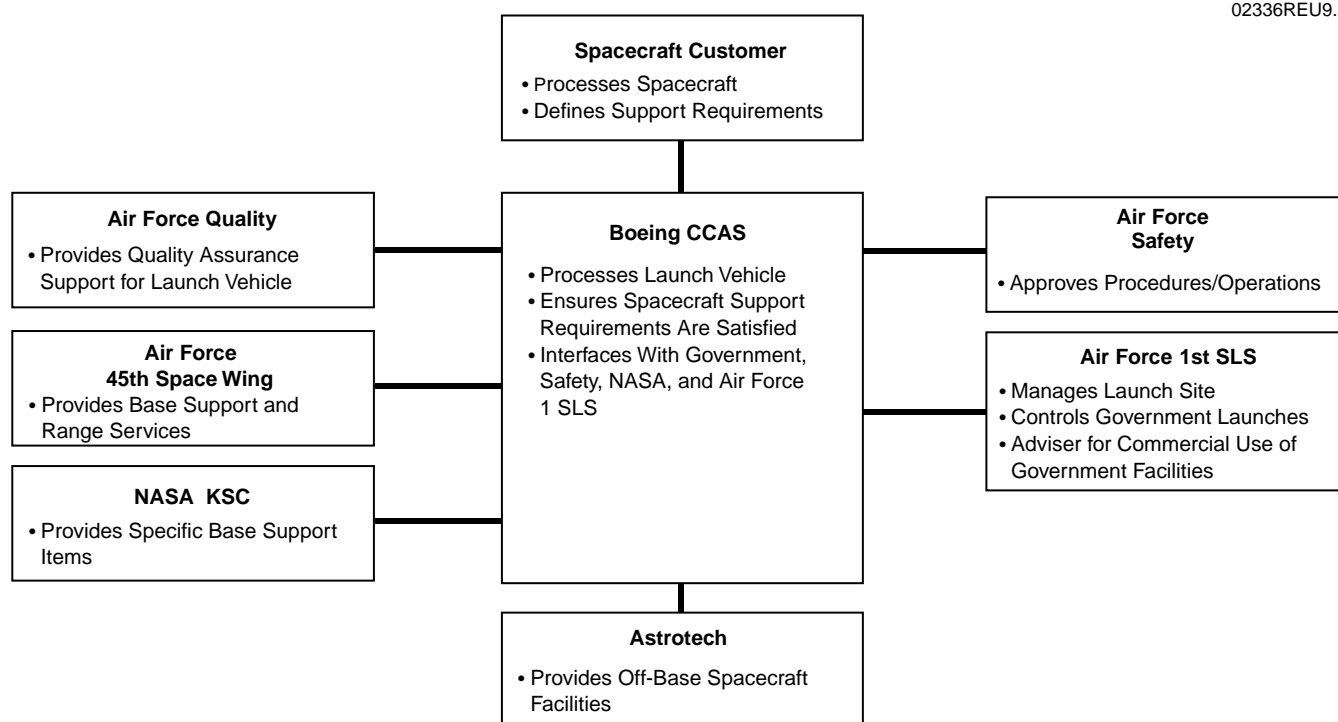 02336REU9.
Spacecraft Customer
• Processes Spacecraft
• Defines Support Requirements
Air Force Quality
• Provides Quality Assurance
Support for Launch Vehicle
Air Force
45th Space Wing
• Provides Base Support and
Range Services
NASA KSC
• Provides Specific Base Support
Items
Boeing CCAS
• Processes Launch Vehicle
• Ensures Spacecraft Support
Requirements Are Satisfied
• Interfaces With Government,
Safety, NASA, and Air Force
1 SLS
Air Force
Safety
• Approves Procedures/Operations
Air Force 1st SLS
• Manages Launch Site
• Controls Government Launches
• Adviser for Commercial Use of
Government Facilities
Astrotech
• Provides Off-Base Spacecraft
Facilities